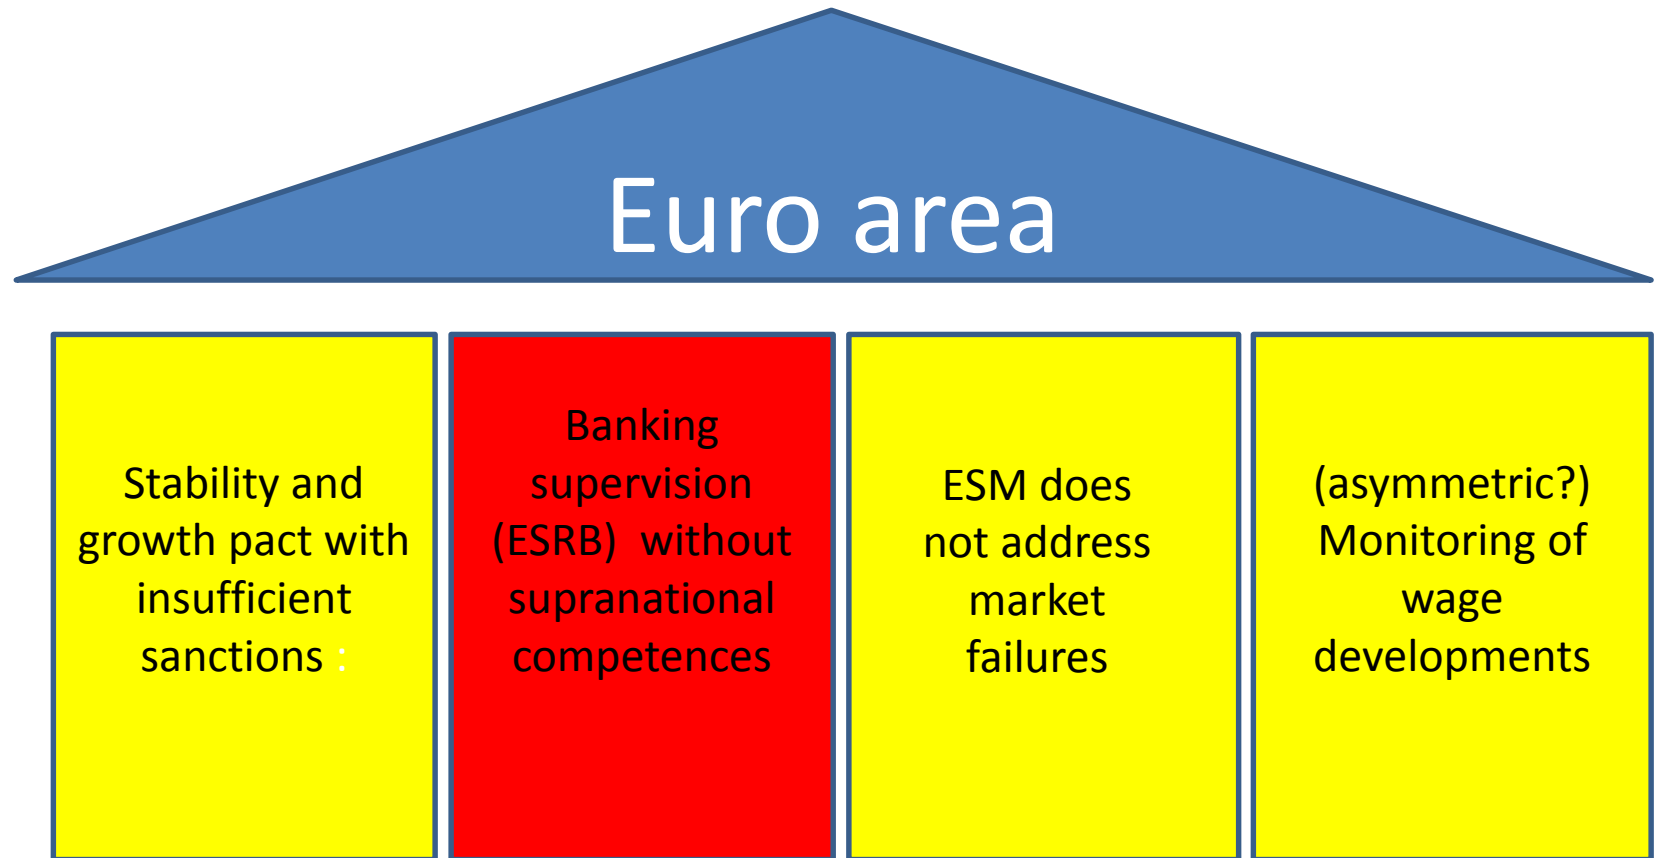 Euro area
Stability and
growth pact with
insufficient
sanctions :
Banking
supervision
(ESRB) without
supranational
competences
ESM does
not address
market
failures
(asymmetric?)
Monitoring of
wage
developments